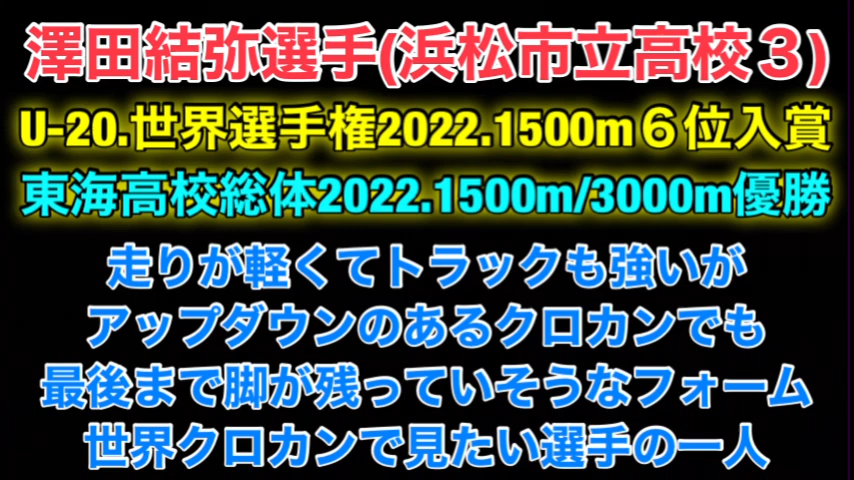 澤田結弥選手(浜松市立高校３)
U-20.世界選手権2022.1500m６位入賞
東海高校総体2022.1500m/3000m優勝
走りが軽くてトラックも強いが
アップダウンのあるクロカンでも
最後まで脚が残っていそうなフォーム
世界クロカンで見たい選手の一人